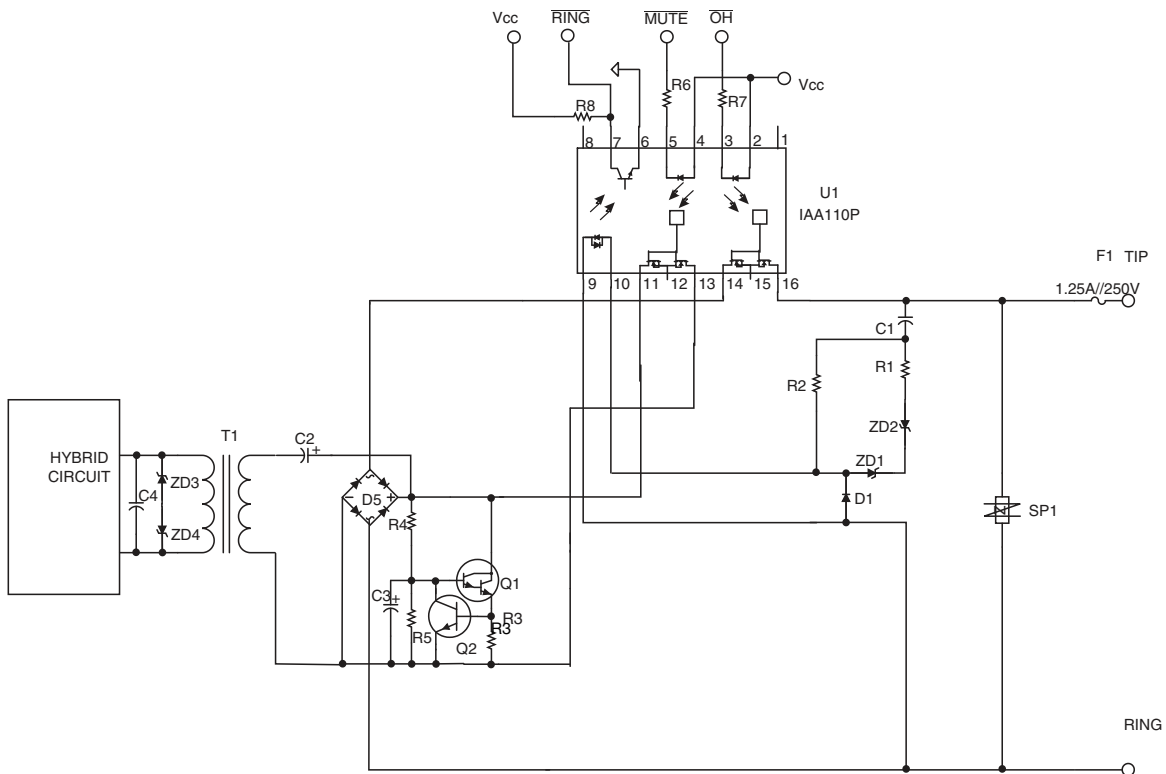 Vcc
RING
MUTE
OH
R6
R7
Vcc
R8
8 7 6 5 4 3 2 1
U1
IAA110P
9 10 11 12 13 14 15 16
F1 TIP
1.25A//250V
C1
R1
R2
ZD2
ZD1
D1
SP1
T1
C2
+
HYBRID
CIRCUIT
C4
ZD3
ZD4
− D5 +
R4
C3
+
R5
Q1
R3
R3
Q2
RING